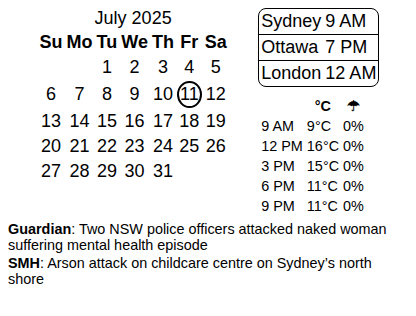 July 2025
Su Mo Tu We Th Fr Sa
1 2 3 4 5
6 7 8 9 10 11 12
13 14 15 16 17 18 19
20 21 22 23 24 25 26
27 28 29 30 31
Sydney 9 AM
Ottawa 7 PM
London 12 AM
°C ☂
9 AM 9°C 0%
12 PM 16°C 0%
3 PM 15°C 0%
6 PM 11°C 0%
9 PM 11°C 0%
Guardian: Two NSW police officers attacked naked woman
suffering mental health episode
SMH: Arson attack on childcare centre on Sydney’s north
shore